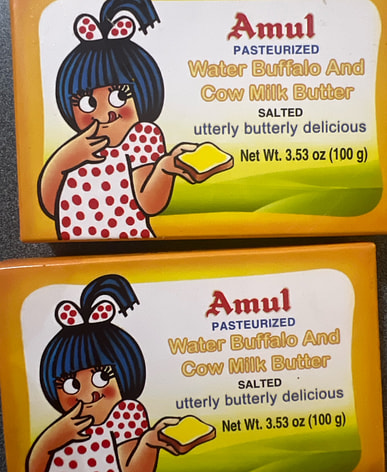 Amul
PASTEURIZED
Water Buffalo And
Cow Milk Butter
SALTED
utterly butterly delicious
Net Wt. 3.53 oz (100 g)
Amul
PASTEURIZED
Water Buffalo And
Cow Milk Butter
SALTED
utterly butterly delicious
Net Wt. 3.53 oz (100 g)